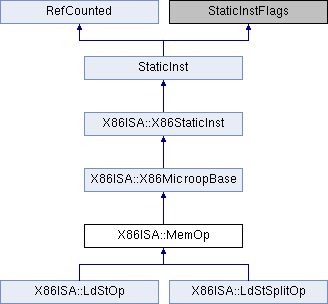 RefCounted
StaticInstFlags
StaticInst
X86ISA::X86StaticInst
X86ISA::X86MicroopBase
X86ISA::MemOp
X86ISA::LdStOp
X86ISA::LdStSplitOp